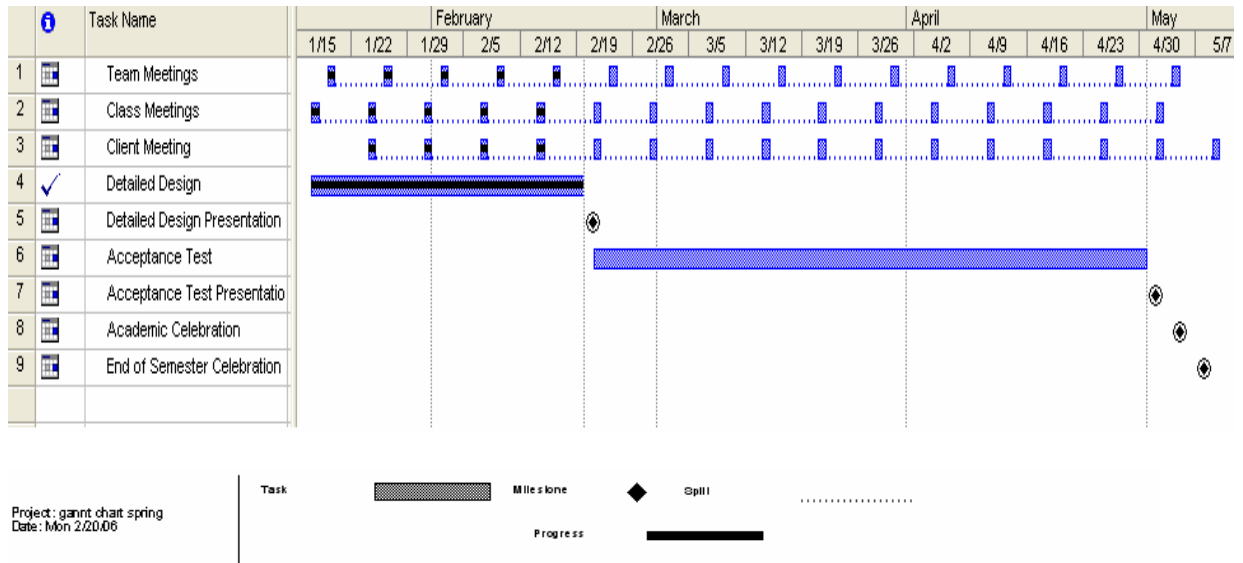 Task Name
February March April May
1/15 1/22 1/29 2/5 2/12 2/19 2/26 3/5 3/12 3/19 3/26 4/2 4/9 4/16 4/23 4/30 5/7
1 Team Meetings
2 Class Meetings
3 Client Meeting
4 Detailed Design
5 Detailed Design Presentation
6 Acceptance Test
7 Acceptance Test Presentatio
8 Academic Celebration
9 End of Semester Celebration
Task Milestone Split
Project: gannt chart spring
Date: Mon 2/20/06
Progress